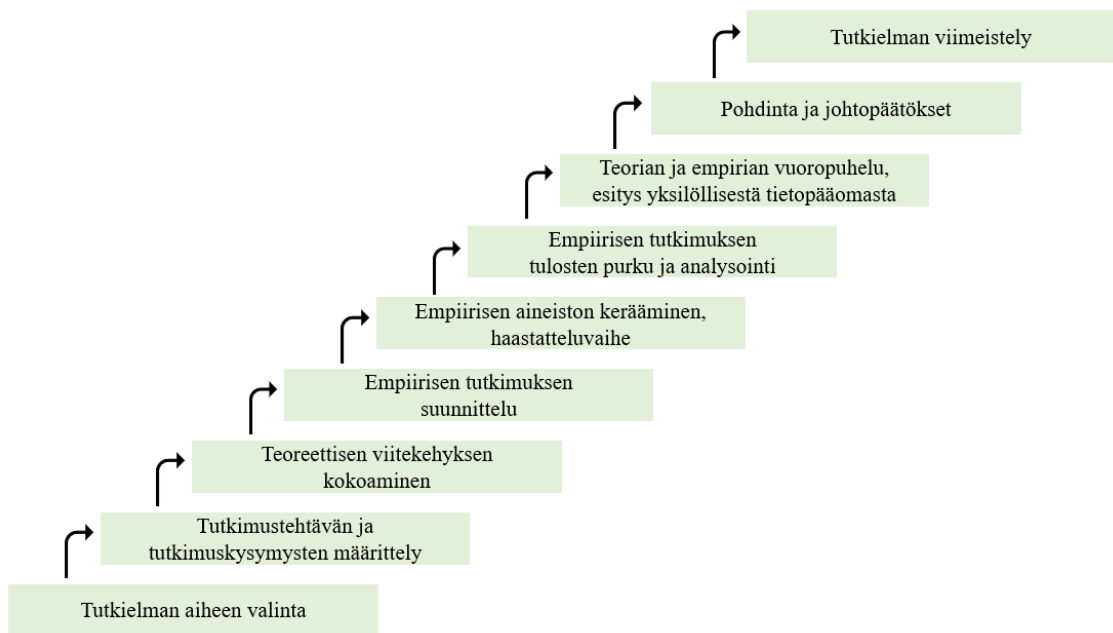 Tutkielman viimeistely
Pohdinta ja johtopäätökset
Teorian ja empirian vuoropuhelu,
esitys yksilöllisestä tietopääomasta
Empiirisen tutkimuksen
tulosten purku ja analysointi
Empiirisen aineiston kerääminen,
haastatteluvaihe
Empiirisen tutkimuksen
suunnittelu
Teoreettisen viitekehyksen
kokoaminen
Tutkimustehtävän ja
tutkimuskysymysten määrittely
Tutkielman aiheen valinta